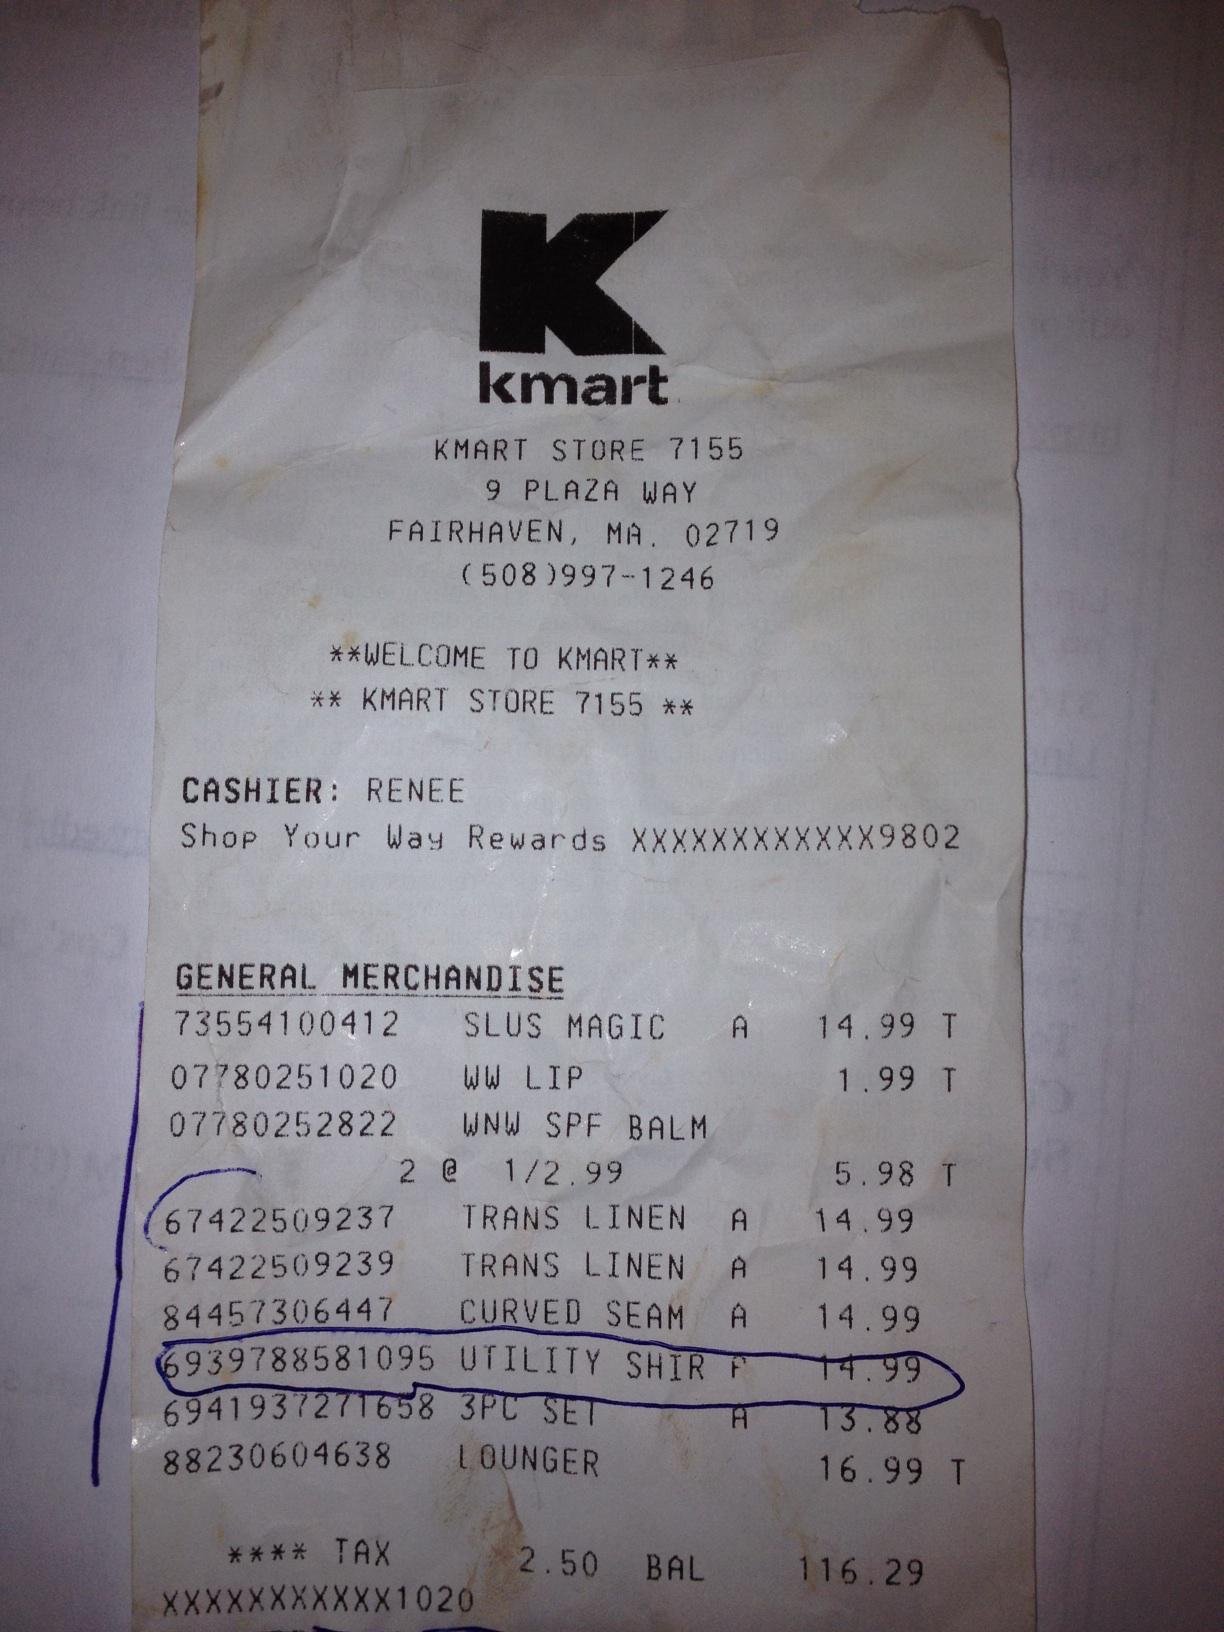 K
kmart
KMART STORE 7155
9 PLAZA WAY
FAIRHAVEN, MA. 02719
(508)997-1246
**WELCOME TO KMART**
** KMART STORE 7155 **
CASHIER: RENEE
Shop Your Way Rewards XXXXXXXXXXXX9802
GENERAL MERCHANDISE
73554100412 SLUS MAGIC A 14.99 T
07780251020 WW LIP 1.99 T
07780252822 WNW SPF BALM
2 @ 1/2.99 5.98 T
67422509237 TRANS LINEN A 14.99
67422509239 TRANS LINEN A 14.99
84457306447 CURVED SEAM A 14.99
6939788581095 UTILITY SHIR 14.99
6941937271658 3PC SET A 13.88
88230604638 LOUNGER 16.99 T
**** TAX 2.50 BAL 116.29
XXXXXXXXXXX1020